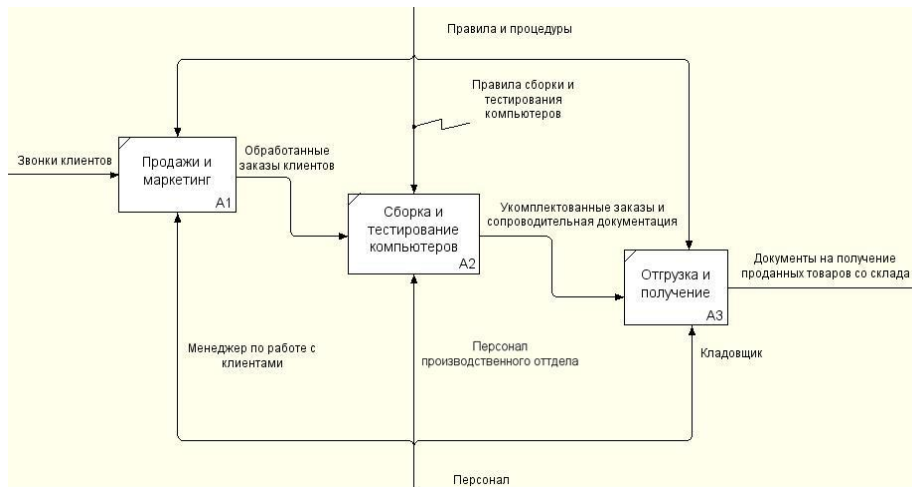 Правила и процедуры
Правила сборки и
тестирования
компьютеров
Звонки клиентов
Продажи и
маркетинг
A1
Обработанные
заказы клиентов
Сборка и
тестирование
компьютеров
A2
Укомплектованные заказы и
сопроводительная документация
Отгрузка и
получение
A3
Документы на получение
проданных товаров со склада
Менеджер по работе с
клиентами
Персонал
производственного оттдела
Кладовщик
Персонал